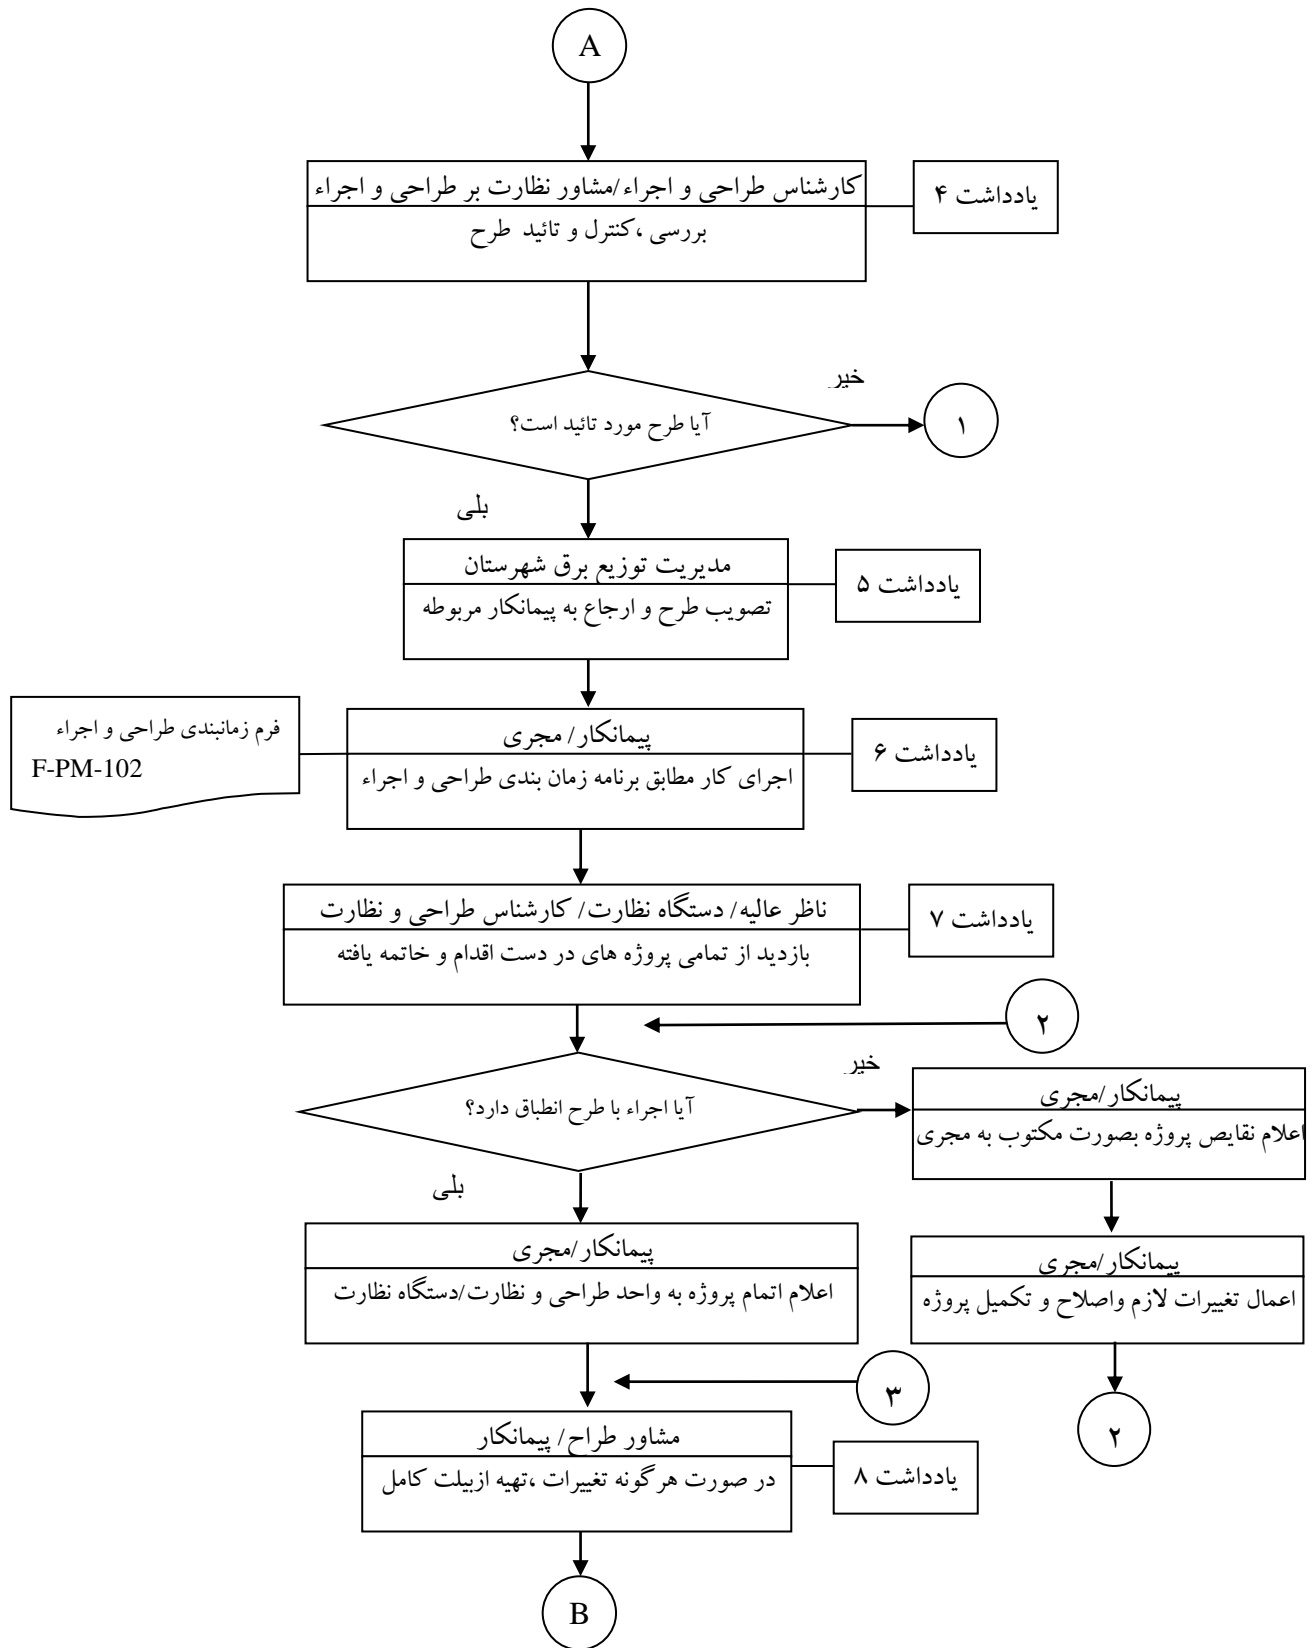 A
کارشناس طراحی و اجراء/مشاور نظارت بر طراحی و اجراء
بررسی ،کنترل و تائید طرح
یادداشت ۴
آیا طرح مورد تائید است؟
خیر
۱
بلی
مدیریت توزیع برق شهرستان
تصویب طرح و ارجاع به پیمانکار مربوطه
یادداشت ۵
پیمانکار/ مجری
اجرای کار مطابق برنامه زمان بندی طراحی و اجراء
یادداشت ۶
فرم زمانبندی طراحی و اجراء
F-PM-102
ناظر عالیه/ دستگاه نظارت/ کارشناس طراحی و نظارت
بازدید از تمامی پروژه های در دست اقدام و خاتمه یافته
یادداشت ۷
۲
آیا اجراء با طرح انطباق دارد؟
خیر
پیمانکار/مجری
اعلام نقایص پروژه بصورت مکتوب به مجری
بلی
پیمانکار/مجری
اعلام اتمام پروژه به واحد طراحی و نظارت/دستگاه نظارت
پیمانکار/مجری
اعمال تغییرات لازم واصلاح و تکمیل پروژه
۳
۲
مشاور طراح/ پیمانکار
در صورت هرگونه تغییرات ،تهیه ازبیلت کامل
یادداشت ۸
B